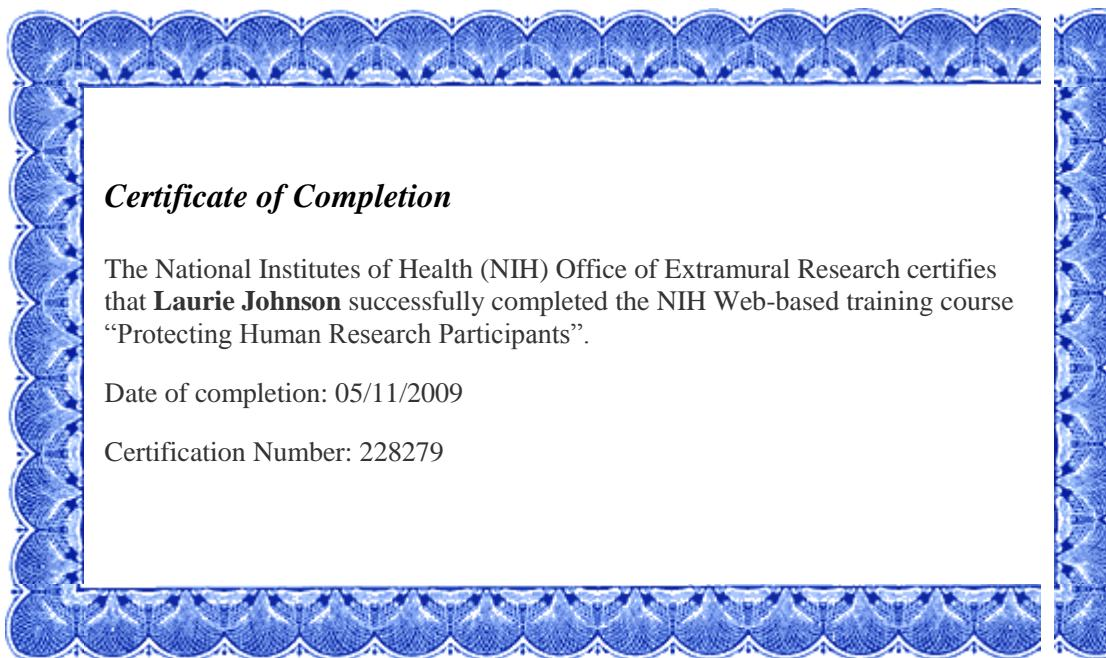 Certificate of Completion
The National Institutes of Health (NIH) Office of Extramural Research certifies
that Laurie Johnson successfully completed the NIH Web-based training course
“Protecting Human Research Participants”.
Date of completion: 05/11/2009
Certification Number: 228279